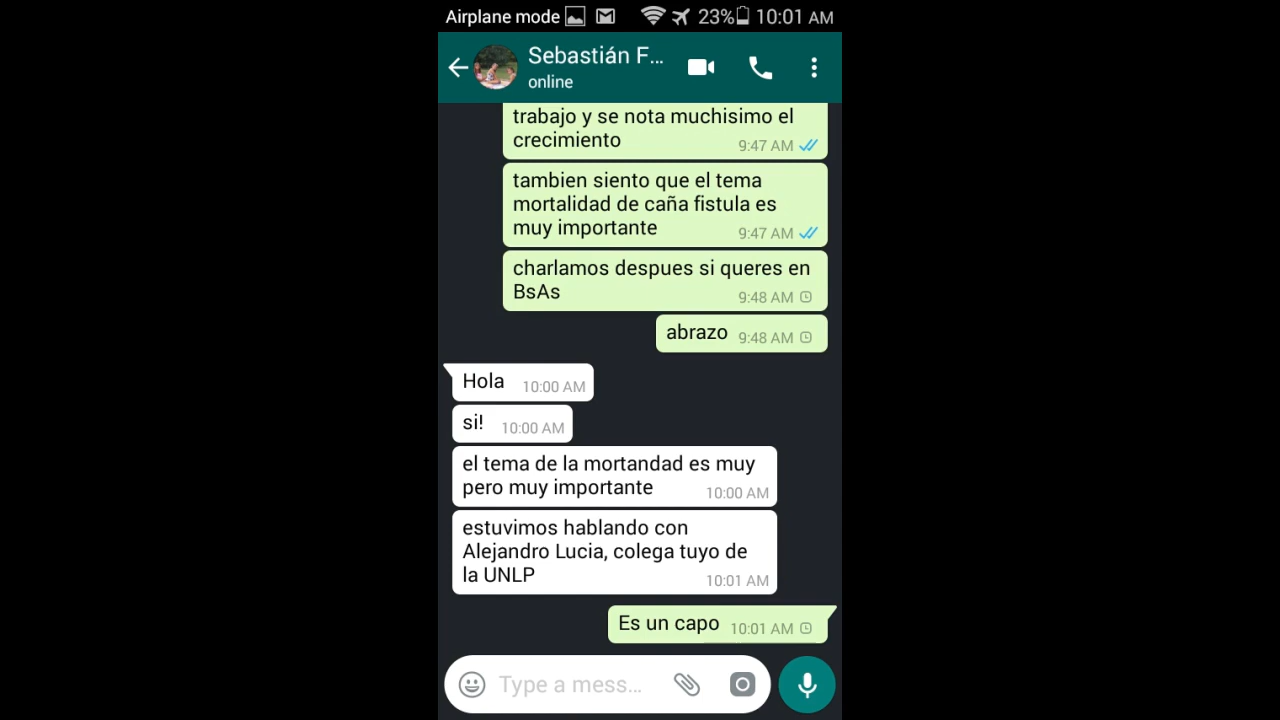 Airplane mode 23% 10:01 AM
Sebastián F...
online
trabajo y se nota muchisimo el
crecimiento
9:47 AM
tambien siento que el tema
mortalidad de caña fistula es
muy importante
9:47 AM
charlamos despues si queres en
BsAs
9:48 AM
abrazo 9:48 AM
Hola 10:00 AM
si! 10:00 AM
el tema de la mortandad es muy
pero muy importante
10:00 AM
estuvimos hablando con
Alejandro Lucia, colega tuyo de
la UNLP
10:01 AM
Es un capo 10:01 AM
Type a mess...